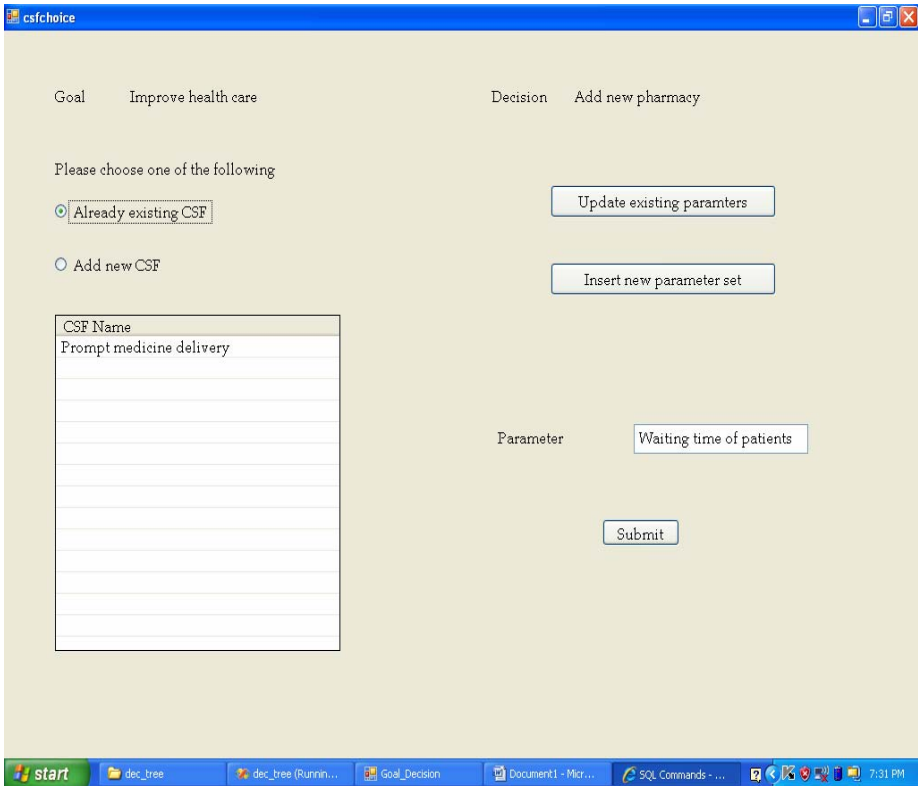 csfchoice
Goal Improve health care
Decision Add new pharmacy
Please choose one of the following
Already existing CSF
Add new CSF
Update existing paramters
Insert new parameter set
CSF Name
Prompt medicine delivery
Parameter Waiting time of patients
Submit
start dec_tree dec_tree (Runnin... Goal_Decision Document1 - Micr... SQL Commands - ... 7:31 PM